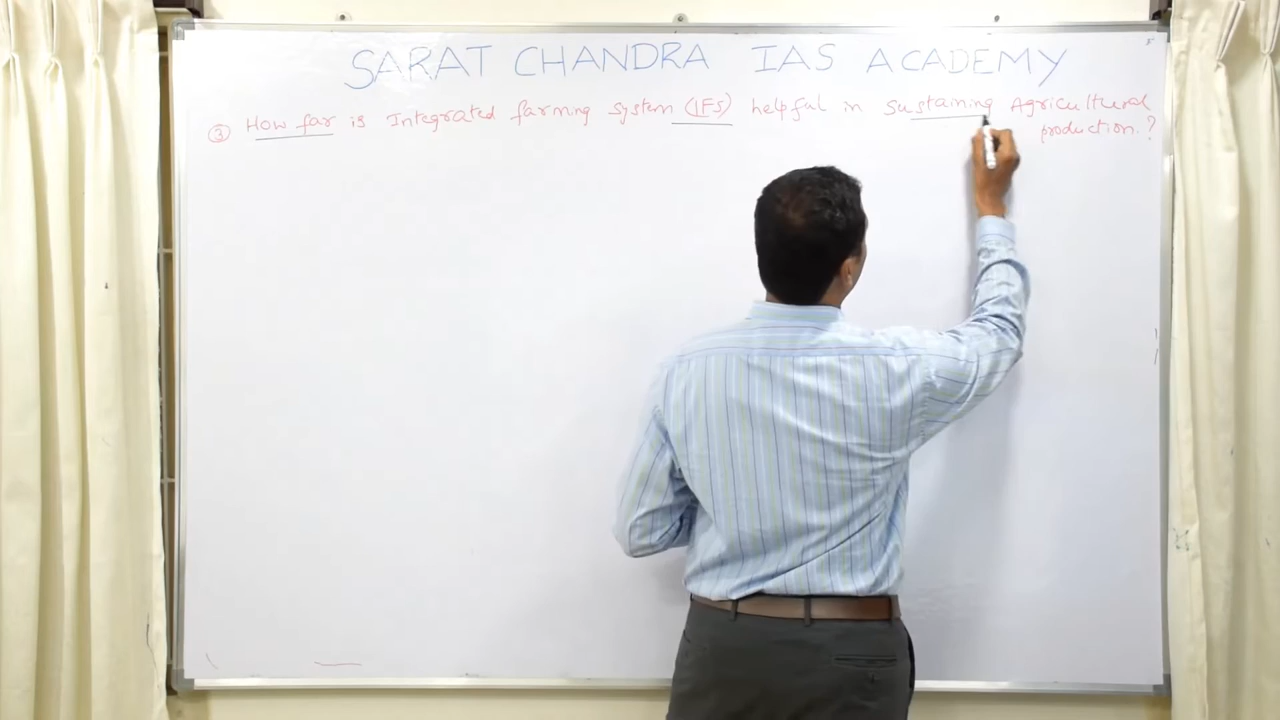 SARAT CHANDRA IAS ACADEMY
③ How far is Integrated farming system (IFS) helpful in sustaining Agricultural
production.?